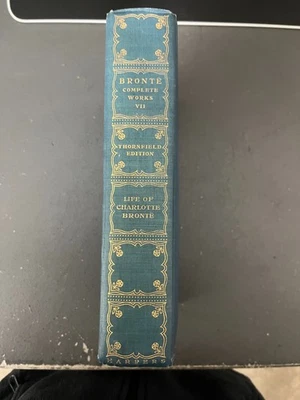 BRONTË
COMPLETE
WORKS
VII
THORNFIELD
EDITION
LIFE OF
CHARLOTTE
BRONTË
HARPERS